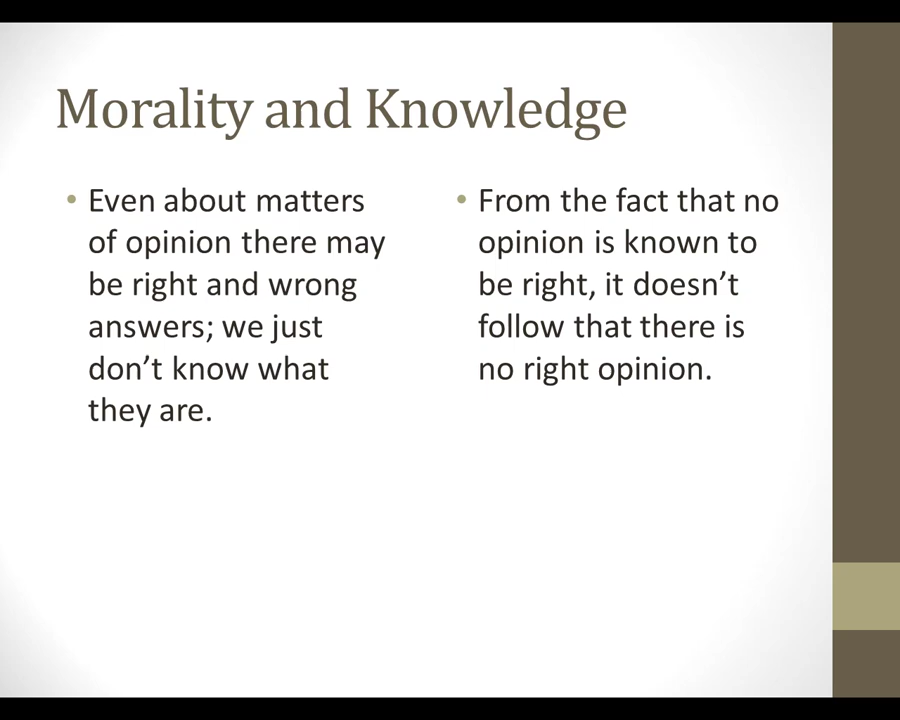 Morality and Knowledge
• Even about matters
of opinion there may
be right and wrong
answers; we just
don’t know what
they are.
• From the fact that no
opinion is known to
be right, it doesn’t
follow that there is
no right opinion.